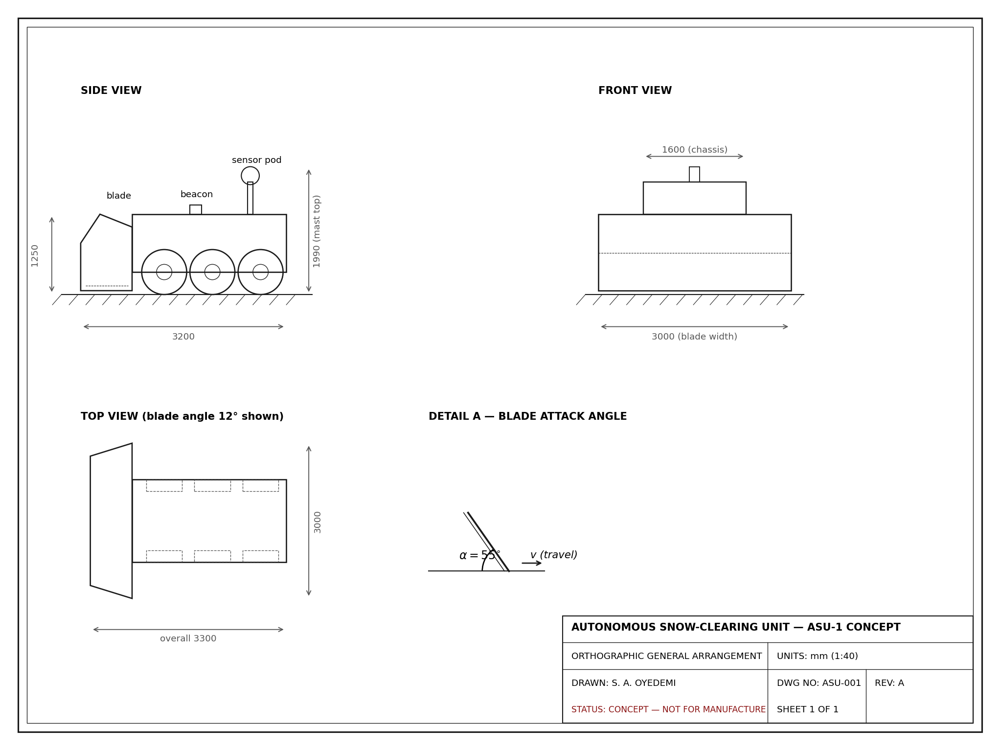 SIDE VIEW
FRONT VIEW
1600 (chassis)
sensor pod
blade
beacon
1250
1990 (mast top)
3200
3000 (blade width)
TOP VIEW (blade angle 12° shown)
DETAIL A — BLADE ATTACK ANGLE
3000
α = 55°
v (travel)
overall 3300
AUTONOMOUS SNOW-CLEARING UNIT — ASU-1 CONCEPT
ORTHOGRAPHIC GENERAL ARRANGEMENT
UNITS: mm (1:40)
DRAWN: S. A. OYEDEMI
DWG NO: ASU-001
REV: A
STATUS: CONCEPT — NOT FOR MANUFACTURE
SHEET 1 OF 1